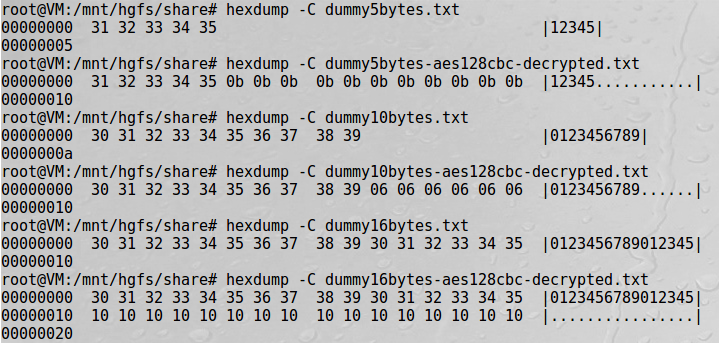 root@VM:/mnt/hgfs/share# hexdump -C dummy5bytes.txt
00000000  31 32 33 34 35                                    |12345|
00000005
root@VM:/mnt/hgfs/share# hexdump -C dummy5bytes-aes128cbc-decrypted.txt
00000000  31 32 33 34 35 0b 0b 0b  0b 0b 0b 0b 0b 0b 0b 0b  |12345...........|
00000010
root@VM:/mnt/hgfs/share# hexdump -C dummy10bytes.txt
00000000  30 31 32 33 34 35 36 37  38 39                    |0123456789|
0000000a
root@VM:/mnt/hgfs/share# hexdump -C dummy10bytes-aes128cbc-decrypted.txt
00000000  30 31 32 33 34 35 36 37  38 39 06 06 06 06 06 06  |0123456789......|
00000010
root@VM:/mnt/hgfs/share# hexdump -C dummy16bytes.txt
00000000  30 31 32 33 34 35 36 37  38 39 30 31 32 33 34 35  |0123456789012345|
00000010
root@VM:/mnt/hgfs/share# hexdump -C dummy16bytes-aes128cbc-decrypted.txt
00000000  30 31 32 33 34 35 36 37  38 39 30 31 32 33 34 35  |0123456789012345|
00000010  10 10 10 10 10 10 10 10  10 10 10 10 10 10 10 10  |................|
00000020